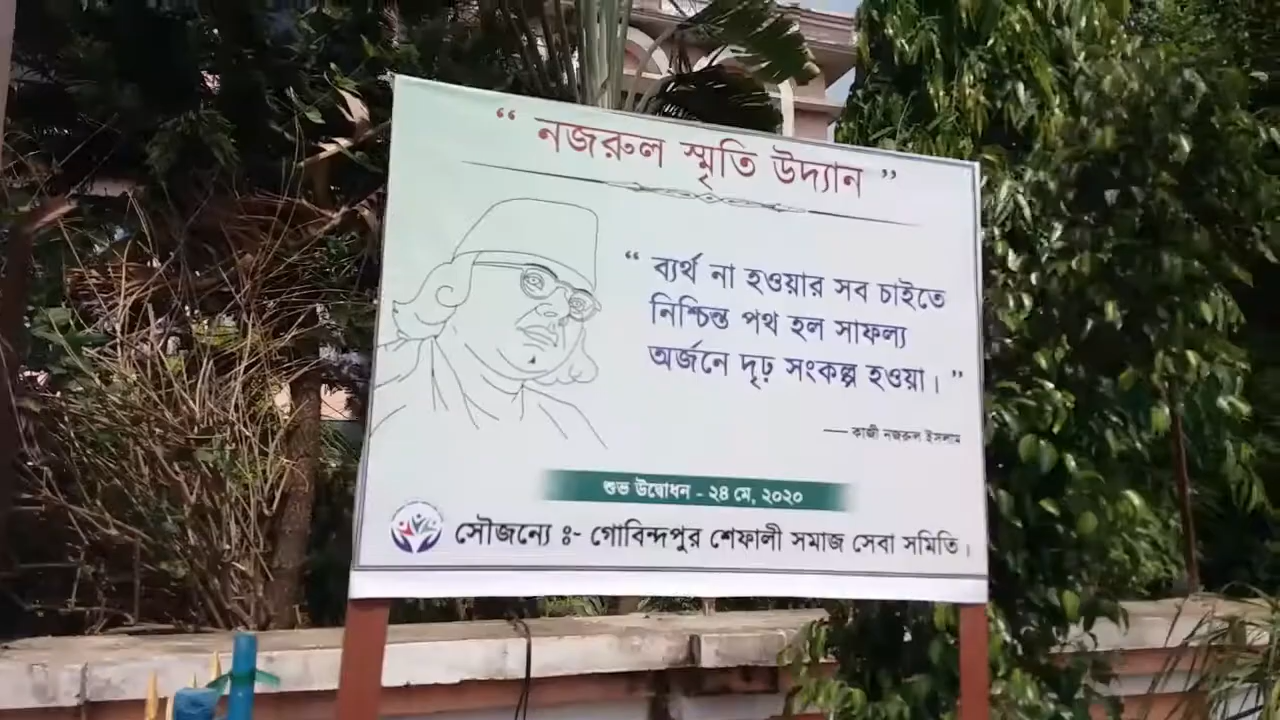 “ নজরুল স্মৃতি উদ্যান ”
“ ব্যর্থ না হওয়ার সব চাইতে
নিশ্চিন্ত পথ হল সাফল্য
অর্জনে দৃঢ় সংকল্প হওয়া। ”
— কাজী নজরুল ইসলাম
শুভ উদ্বোধন - ২৪ মে, ২০২০
সৌজন্যে ঃ- গোবিন্দপুর শেফালী সমাজ সেবা সমিতি।